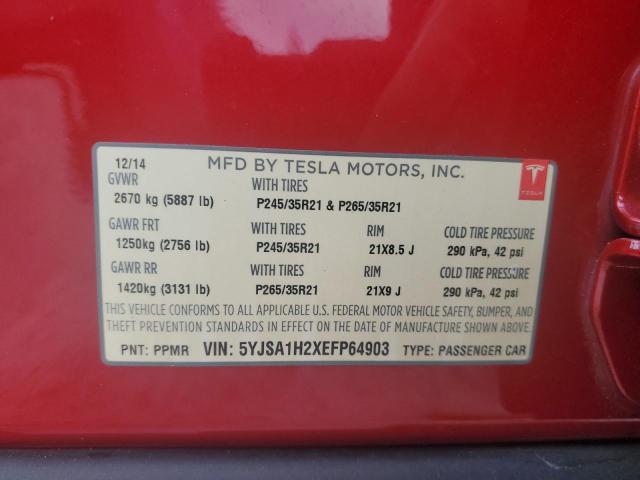 12/14 MFD BY TESLA MOTORS, INC.
GVWR WITH TIRES
2670 kg (5887 lb) P245/35R21 & P265/35R21
GAWR FRT WITH TIRES RIM COLD TIRE PRESSURE
1250kg (2756 lb) P245/35R21 21X8.5 J 290 kPa, 42 psi
GAWR RR WITH TIRES RIM COLD TIRE PRESSURE
1420kg (3131 lb) P265/35R21 21X9 J 290 kPa, 42 psi
THIS VEHICLE CONFORMS TO ALL APPLICABLE U.S. FEDERAL MOTOR VEHICLE SAFETY, BUMPER, AND
THEFT PREVENTION STANDARDS IN EFFECT ON THE DATE OF MANUFACTURE SHOWN ABOVE.
PNT: PPMR VIN: 5YJSA1H2XEFP64903 TYPE: PASSENGER CAR
TESLA